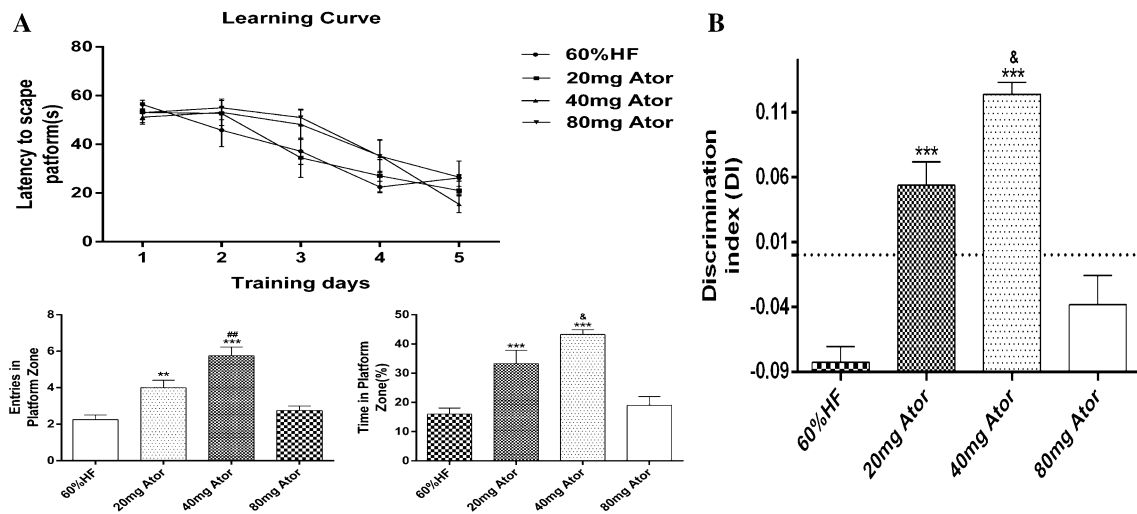 A
Learning Curve
Latency to scape
patform(s)
80
60
40
20
0
1 2 3 4 5
Training days
60%HF
20mg Ator
40mg Ator
80mg Ator
Entries in
Platform Zone
8
6
4
2
0
**
##
***
60%HF
20mg Ator
40mg Ator
80mg Ator
Time in Platform
Zone(%)
50
40
30
20
10
0
***
&
***
60%HF
20mg Ator
40mg Ator
80mg Ator
B
Discrimination
index (DI)
0.11
0.06
0.01
-0.04
-0.09
***
&
***
60%HF
20mg Ator
40mg Ator
80mg Ator